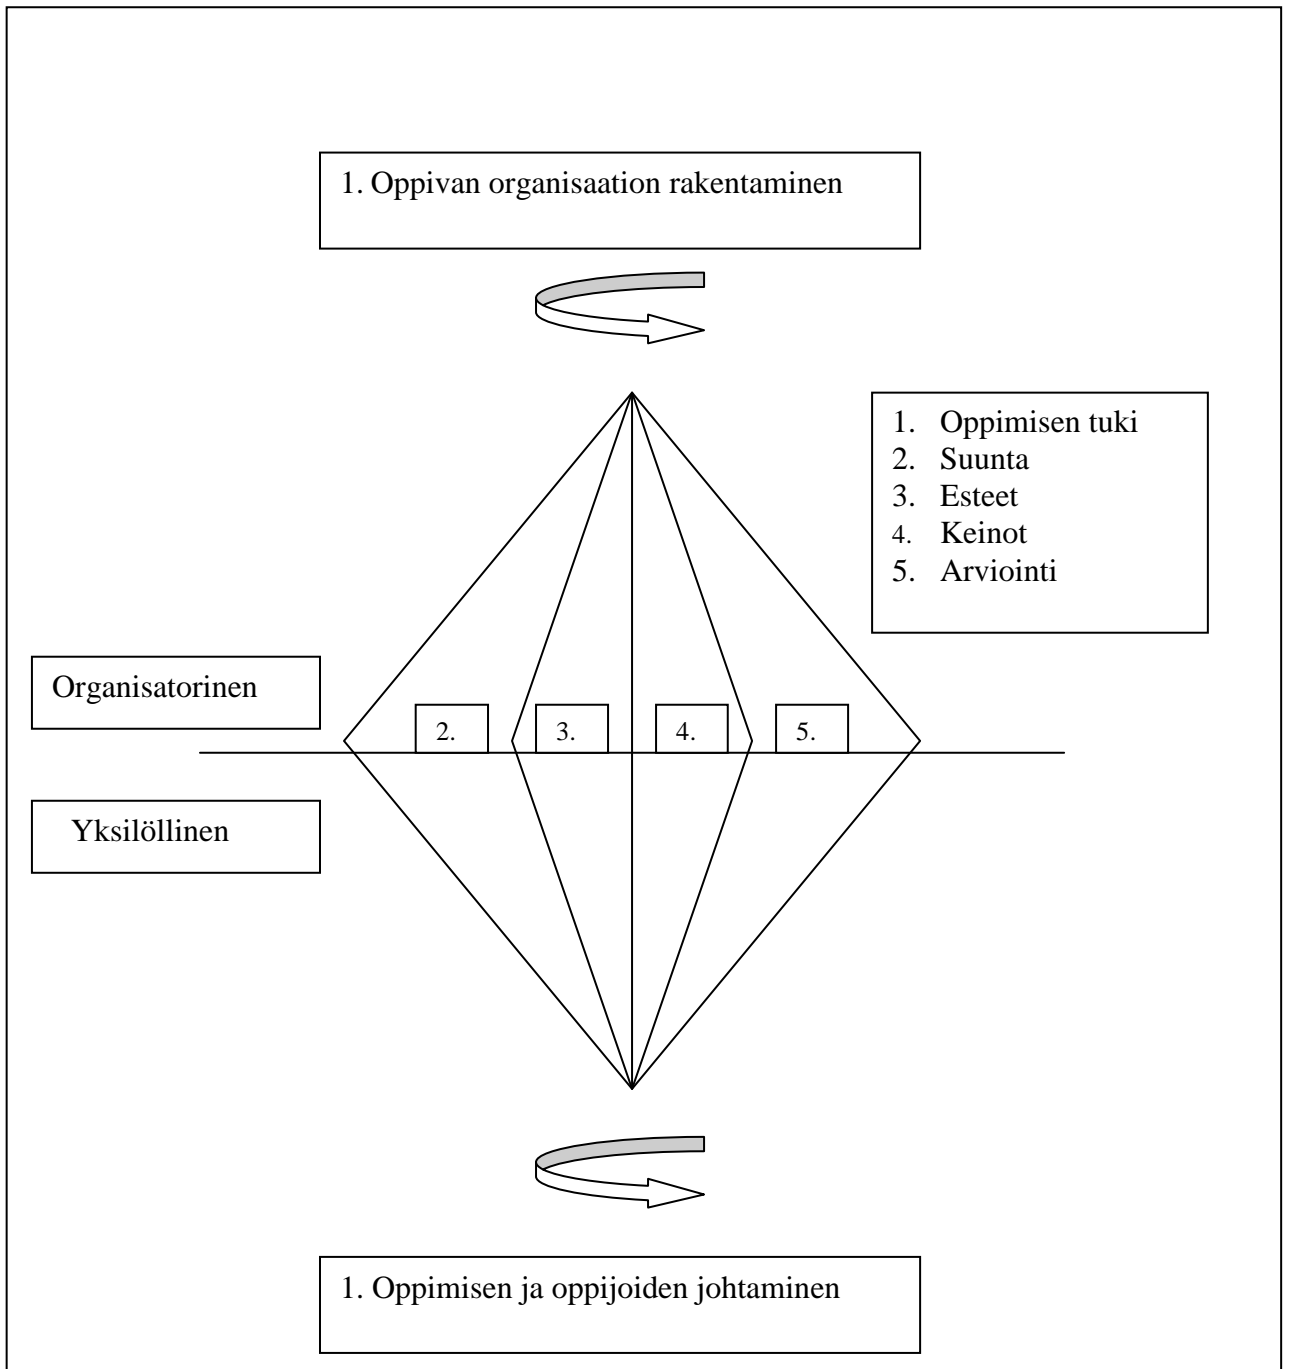 1. Oppivan organisaation rakentaminen
1. Oppimisen tuki
2. Suunta
3. Esteet
4. Keinot
5. Arviointi
Organisatorinen
2. 3. 4. 5.
Yksilöllinen
1. Oppimisen ja oppijoiden johtaminen